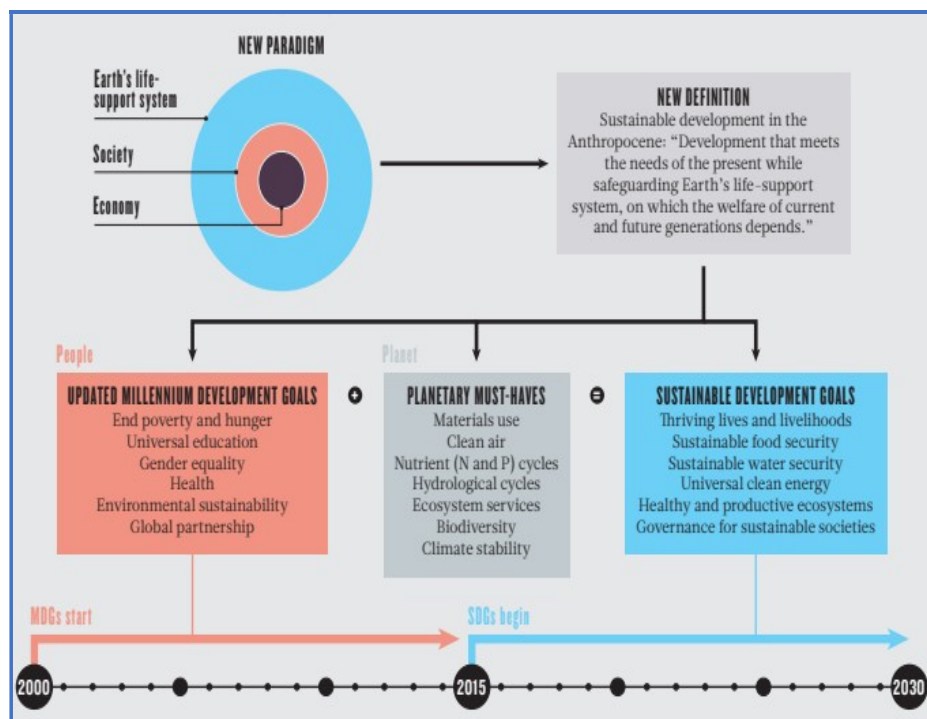 NEW PARADIGM
Earth's life-
support system
Society
Economy
NEW DEFINITION
Sustainable development in the
Anthropocene: “Development that meets
the needs of the present while
safeguarding Earth's life-support
system, on which the welfare of current
and future generations depends.”
People
UPDATED MILLENNIUM DEVELOPMENT GOALS
End poverty and hunger
Universal education
Gender equality
Health
Environmental sustainability
Global partnership
+
Planet
PLANETARY MUST-HAVES
Materials use
Clean air
Nutrient (N and P) cycles
Hydrological cycles
Ecosystem services
Biodiversity
Climate stability
=
SUSTAINABLE DEVELOPMENT GOALS
Thriving lives and livelihoods
Sustainable food security
Sustainable water security
Universal clean energy
Healthy and productive ecosystems
Governance for sustainable societies
MDGs start
SDGs begin
2000
2015
2030